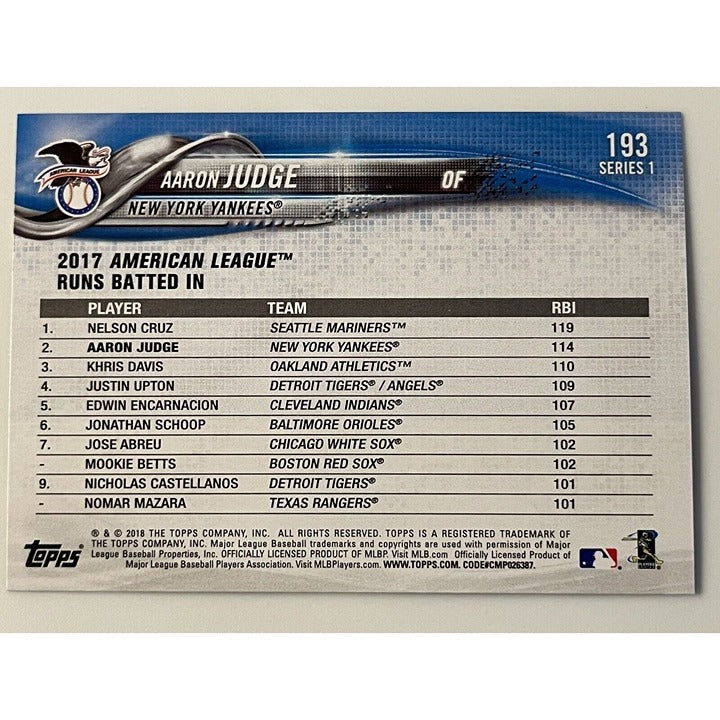 193
SERIES 1
AMERICAN LEAGUE
AARON JUDGE OF
NEW YORK YANKEES®
2017 AMERICAN LEAGUE™
RUNS BATTED IN
PLAYER TEAM RBI
1. NELSON CRUZ SEATTLE MARINERS™ 119
2. AARON JUDGE NEW YORK YANKEES® 114
3. KHRIS DAVIS OAKLAND ATHLETICS™ 110
4. JUSTIN UPTON DETROIT TIGERS® / ANGELS® 109
5. EDWIN ENCARNACION CLEVELAND INDIANS® 107
6. JONATHAN SCHOOP BALTIMORE ORIOLES® 105
7. JOSE ABREU CHICAGO WHITE SOX® 102
- MOOKIE BETTS BOSTON RED SOX® 102
9. NICHOLAS CASTELLANOS DETROIT TIGERS® 101
- NOMAR MAZARA TEXAS RANGERS® 101
Topps®
® & © 2018 THE TOPPS COMPANY, INC. ALL RIGHTS RESERVED. TOPPS IS A REGISTERED TRADEMARK OF
THE TOPPS COMPANY, INC. Major League Baseball trademarks and copyrights are used with permission of Major
League Baseball Properties, Inc. OFFICIALLY LICENSED PRODUCT OF MLBP. Visit MLB.com Officially Licensed Product of
Major League Baseball Players Association. Visit MLBPlayers.com. WWW.TOPPS.COM. CODE#CMP026387.